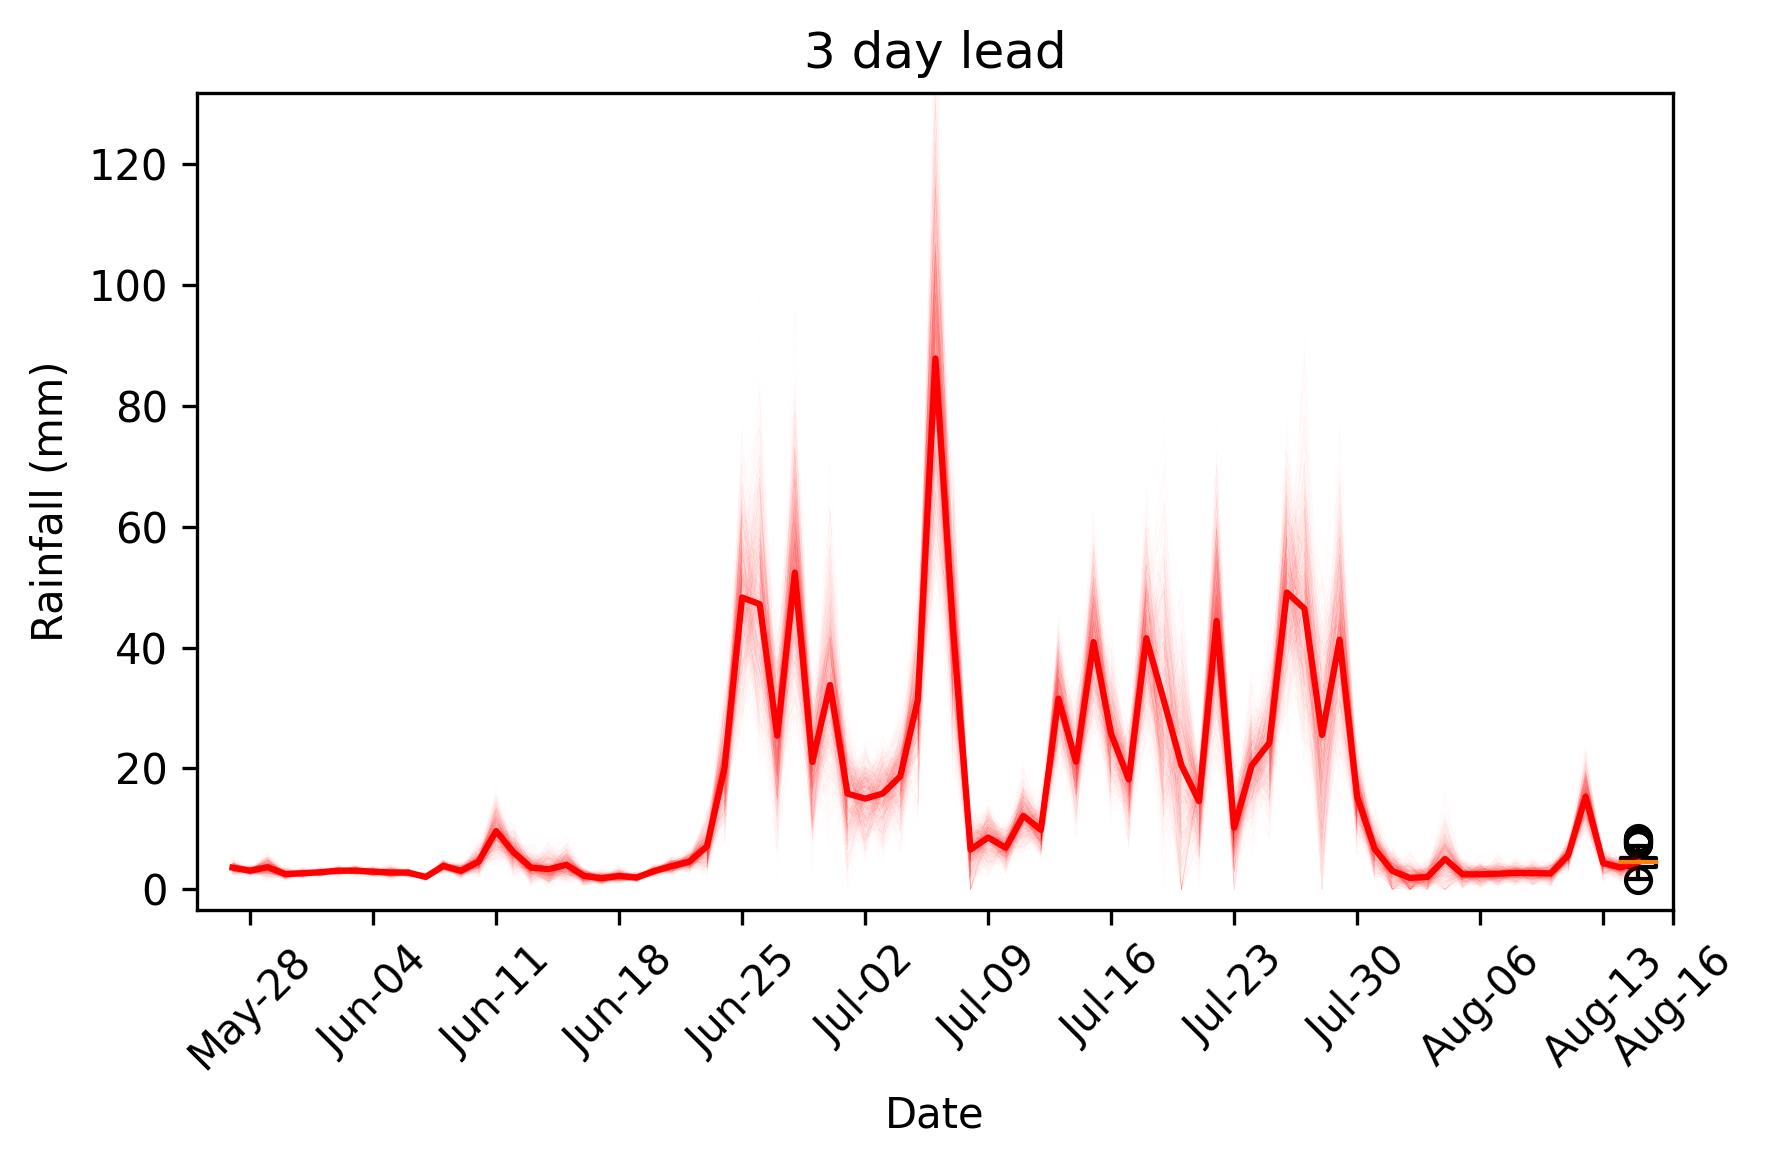 3 day lead
120
100
80
60
40
20
0
Rainfall (mm)
May-28
Jun-04
Jun-11
Jun-18
Jun-25
Jul-02
Jul-09
Jul-16
Jul-23
Jul-30
Aug-06
Aug-13
Aug-16
Date